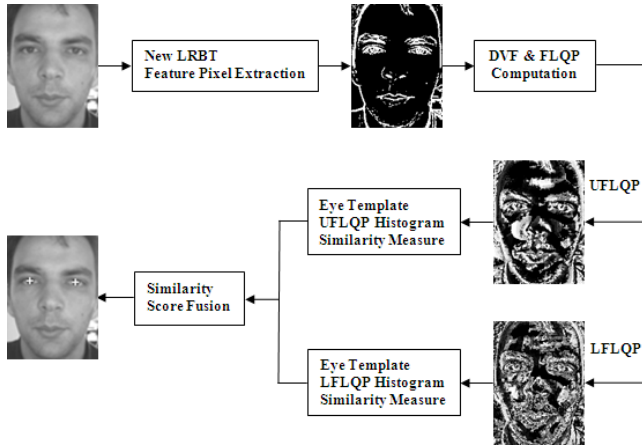 New LRBT
Feature Pixel Extraction
DVF & FLQP
Computation
UFLQP
Eye Template
UFLQP Histogram
Similarity Measure
Similarity
Score Fusion
LFLQP
Eye Template
LFLQP Histogram
Similarity Measure